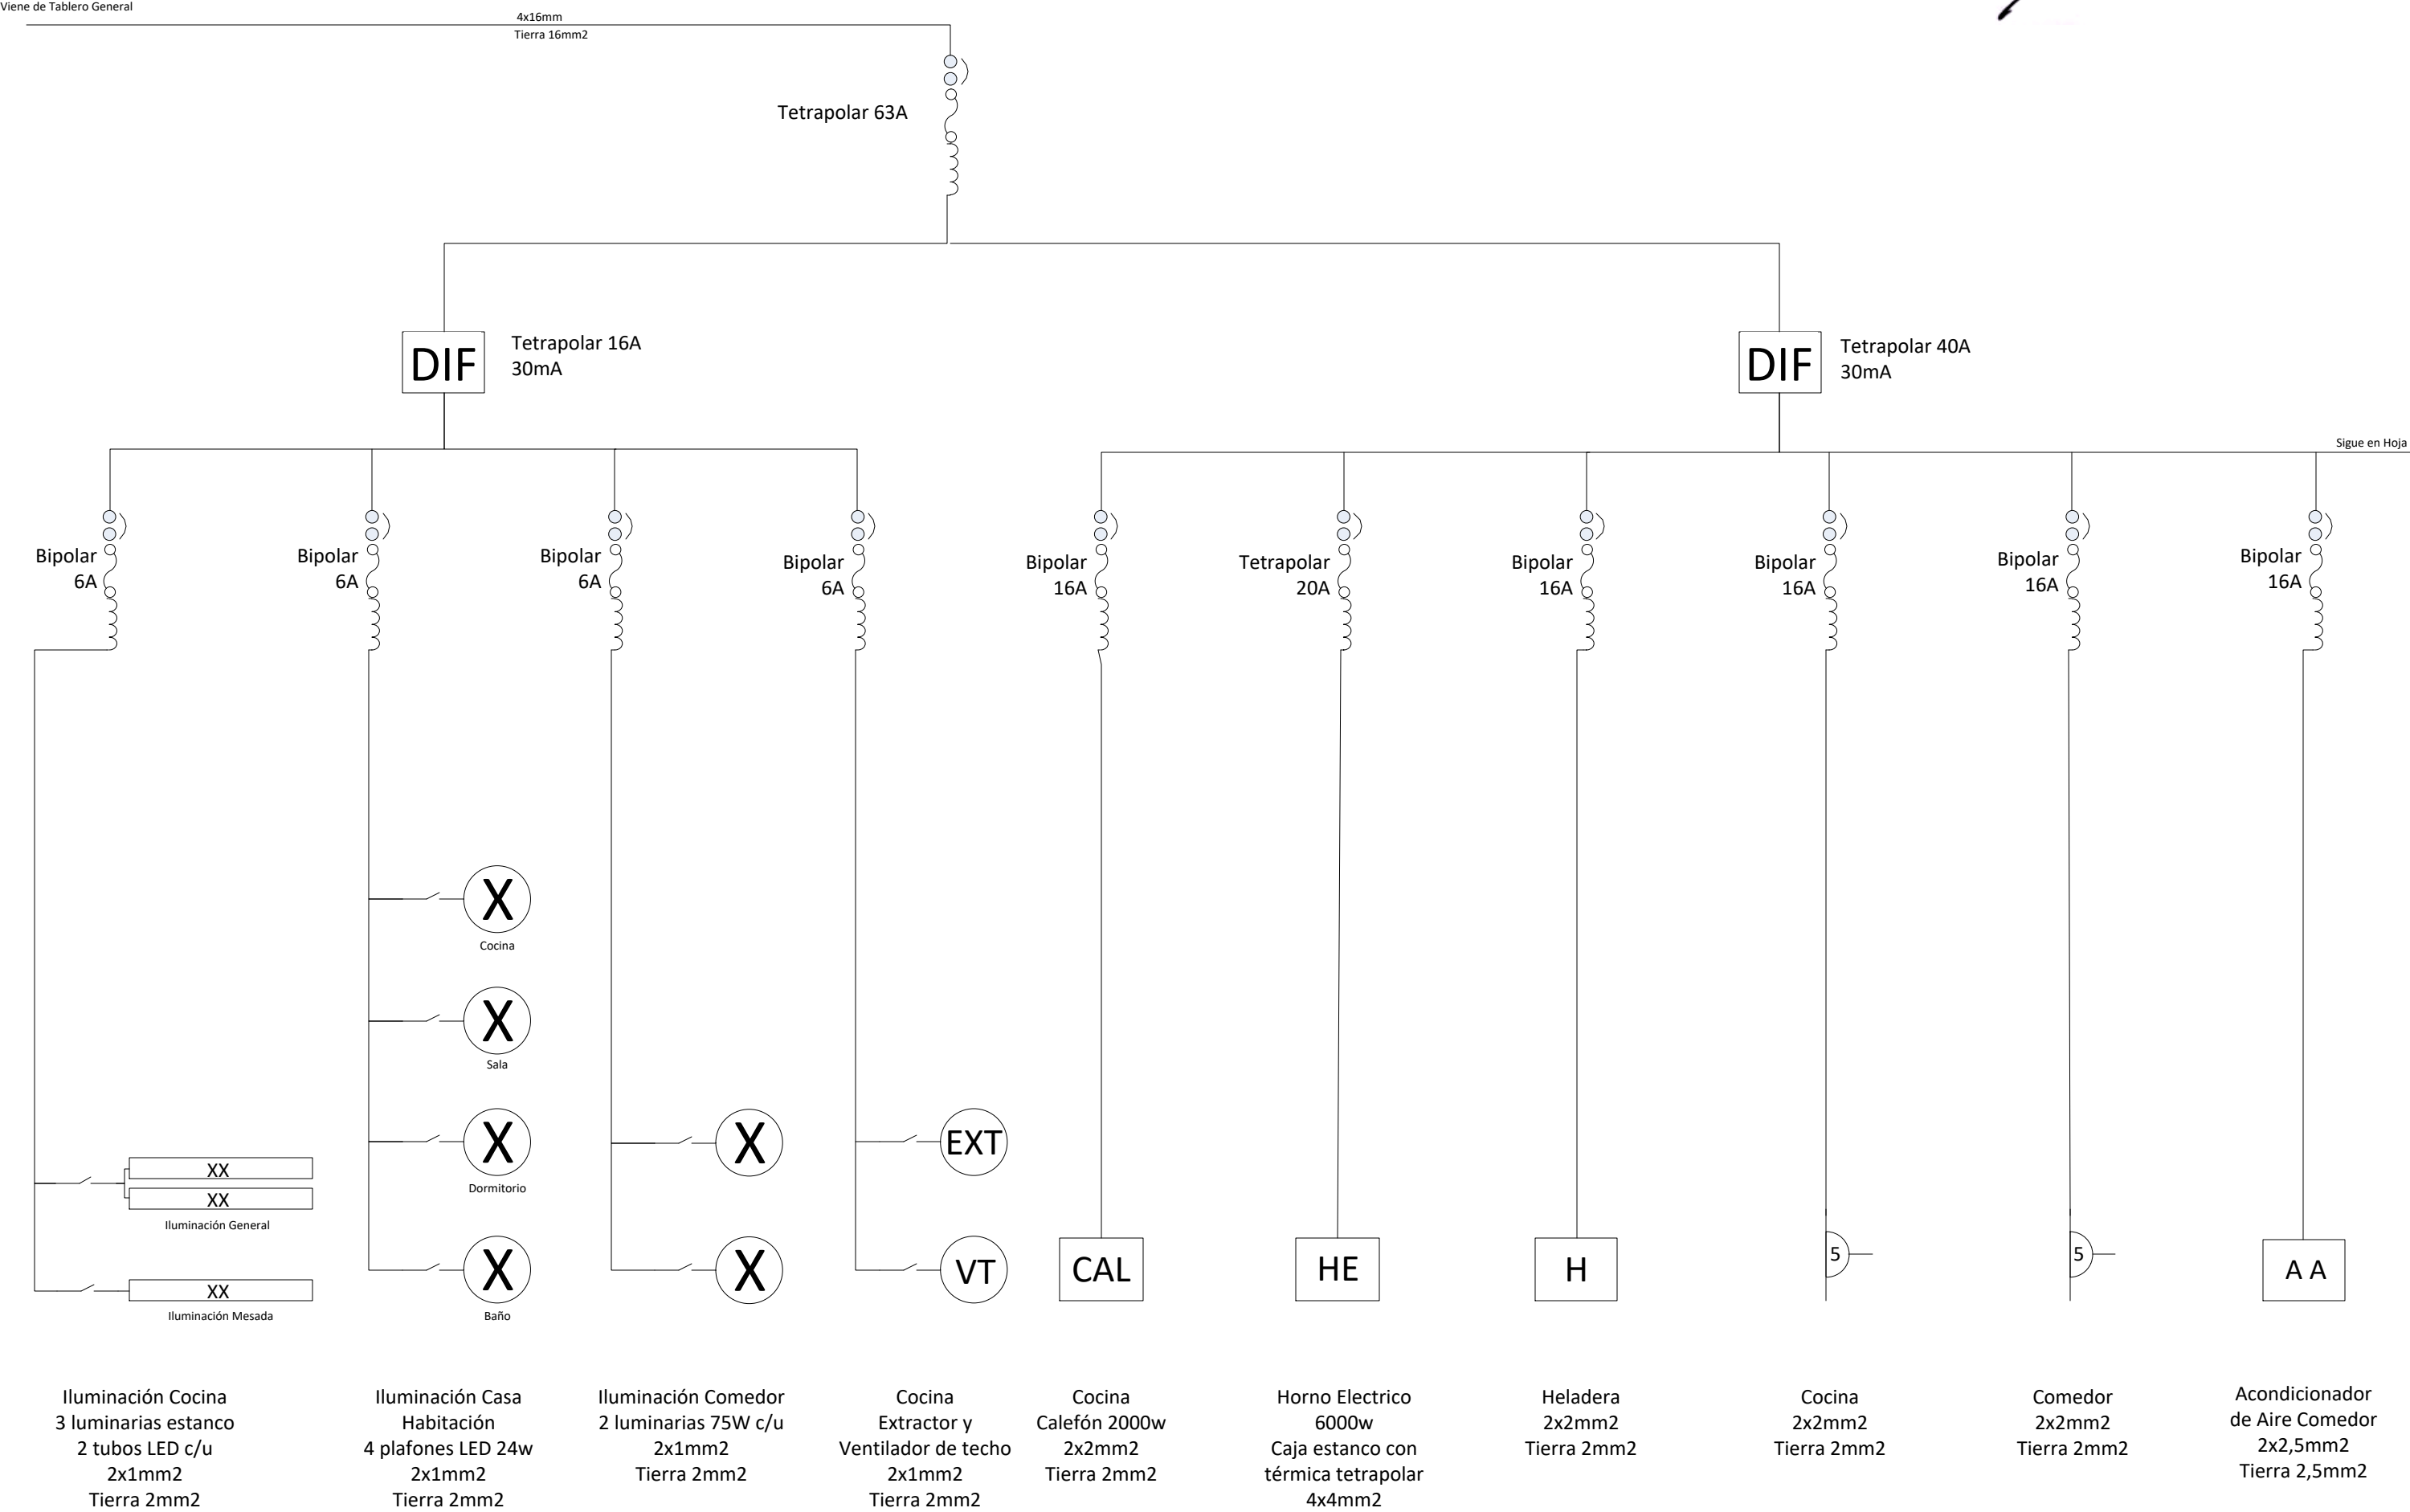 Viene de Tablero General
4x16mm
Tierra 16mm2
Tetrapolar 63A
DIF
Tetrapolar 16A
30mA
DIF
Tetrapolar 40A
30mA
Sigue en Hoja
Bipolar
6A
Bipolar
6A
Bipolar
6A
Bipolar
6A
Bipolar
16A
Tetrapolar
20A
Bipolar
16A
Bipolar
16A
Bipolar
16A
Bipolar
16A
XX
XX
Iluminación General
XX
Iluminación Mesada
X
Cocina
X
Sala
X
Dormitorio
X
Baño
X
X
EXT
VT
CAL
HE
H
5
5
A A
Iluminación Cocina
3 luminarias estanco
2 tubos LED c/u
2x1mm2
Tierra 2mm2
Iluminación Casa
Habitación
4 plafones LED 24w
2x1mm2
Tierra 2mm2
Iluminación Comedor
2 luminarias 75W c/u
2x1mm2
Tierra 2mm2
Cocina
Extractor y
Ventilador de techo
2x1mm2
Tierra 2mm2
Cocina
Calefón 2000w
2x2mm2
Tierra 2mm2
Horno Electrico
6000w
Caja estanco con
térmica tetrapolar
4x4mm2
Heladera
2x2mm2
Tierra 2mm2
Cocina
2x2mm2
Tierra 2mm2
Comedor
2x2mm2
Tierra 2mm2
Acondicionador
de Aire Comedor
2x2,5mm2
Tierra 2,5mm2